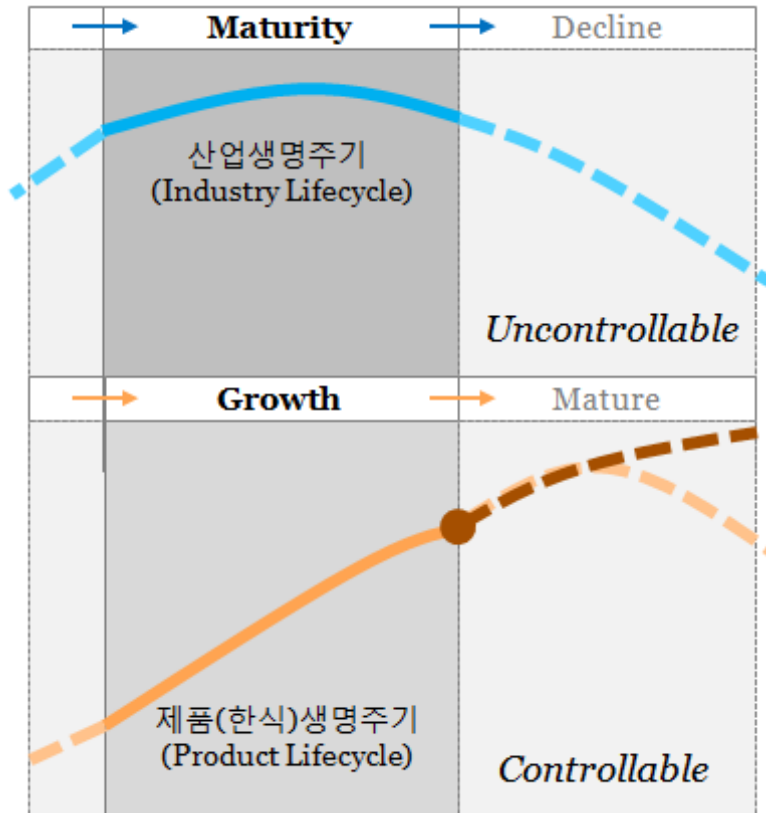 Maturity
Decline
산업생명주기
(Industry Lifecycle)
Uncontrollable
Growth
Mature
제품(한식)생명주기
(Product Lifecycle)
Controllable